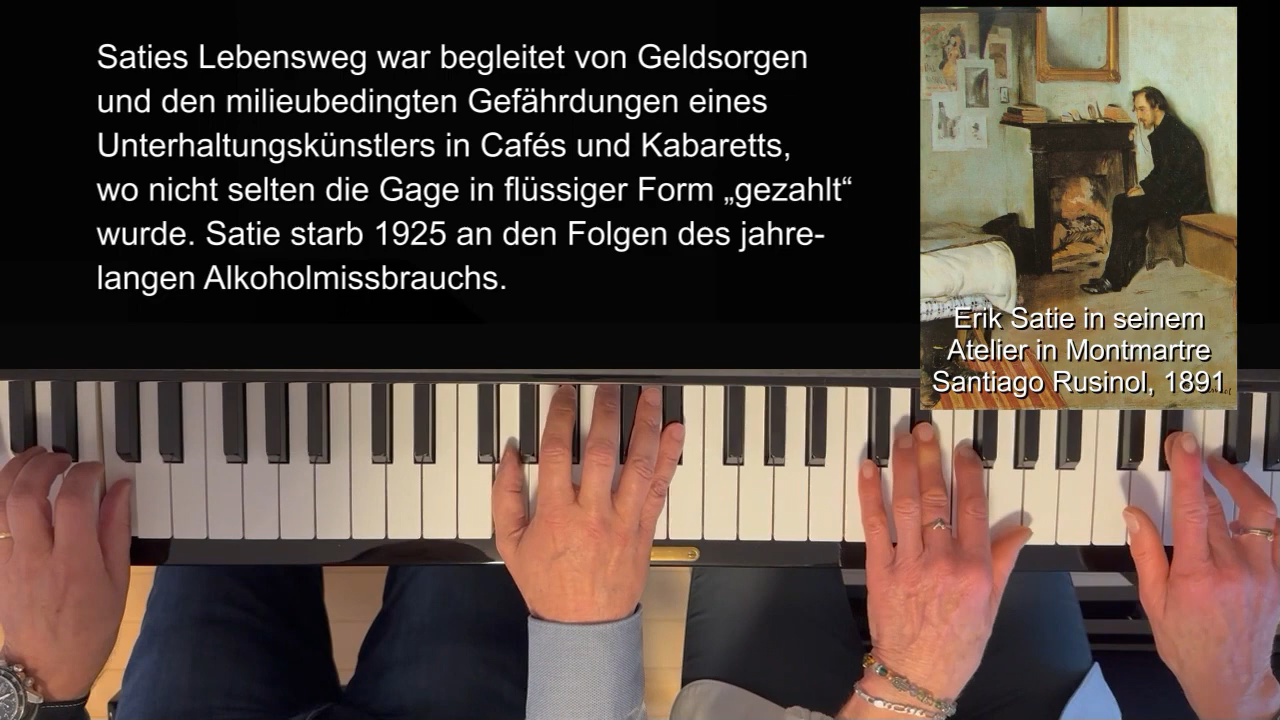 Saties Lebensweg war begleitet von Geldsorgen
und den milieubedingten Gefährdungen eines
Unterhaltungskünstlers in Cafés und Kabaretts,
wo nicht selten die Gage in flüssiger Form „gezahlt“
wurde. Satie starb 1925 an den Folgen des jahre-
langen Alkoholmissbrauchs.
Erik Satie in seinem
Atelier in Montmartre
Santiago Rusinol, 1891